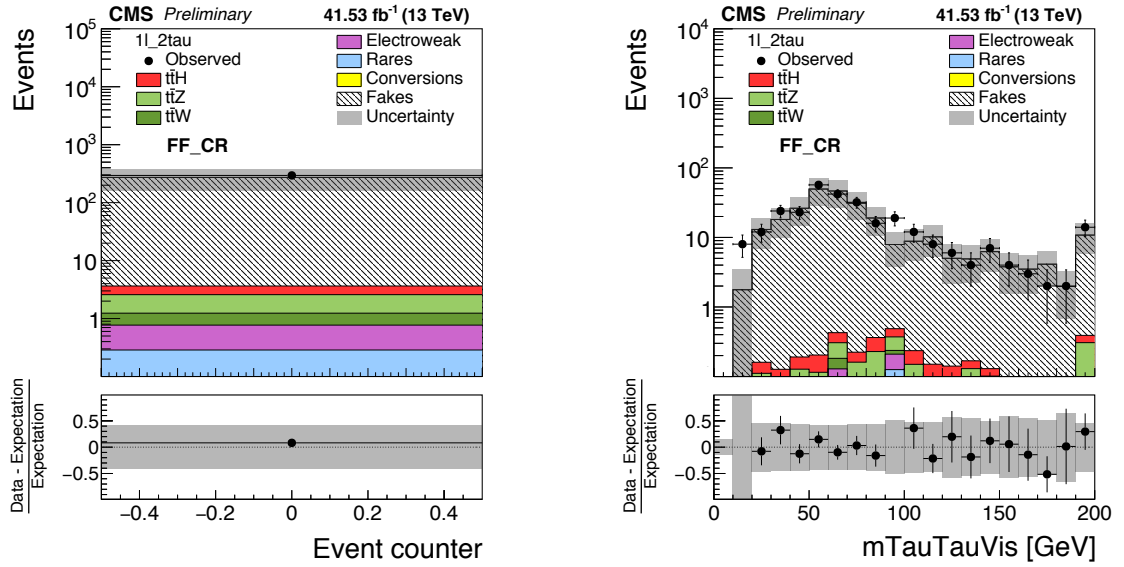 CMS Preliminary 41.53 fb⁻¹ (13 TeV)
Events
10⁵
10⁴
10³
10²
10
1
1l_2tau
Observed
tt̄H
tt̄Z
tt̄W
Electroweak
Rares
Conversions
Fakes
Uncertainty
FF_CR
Data - Expectation
Expectation
0.5
0
−0.5
−0.4 −0.2 0 0.2 0.4
Event counter
CMS Preliminary 41.53 fb⁻¹ (13 TeV)
Events
10⁴
10³
10²
10
1
1l_2tau
Observed
tt̄H
tt̄Z
tt̄W
Electroweak
Rares
Conversions
Fakes
Uncertainty
FF_CR
Data - Expectation
Expectation
0.5
0
−0.5
0 50 100 150 200
mTauTauVis [GeV]